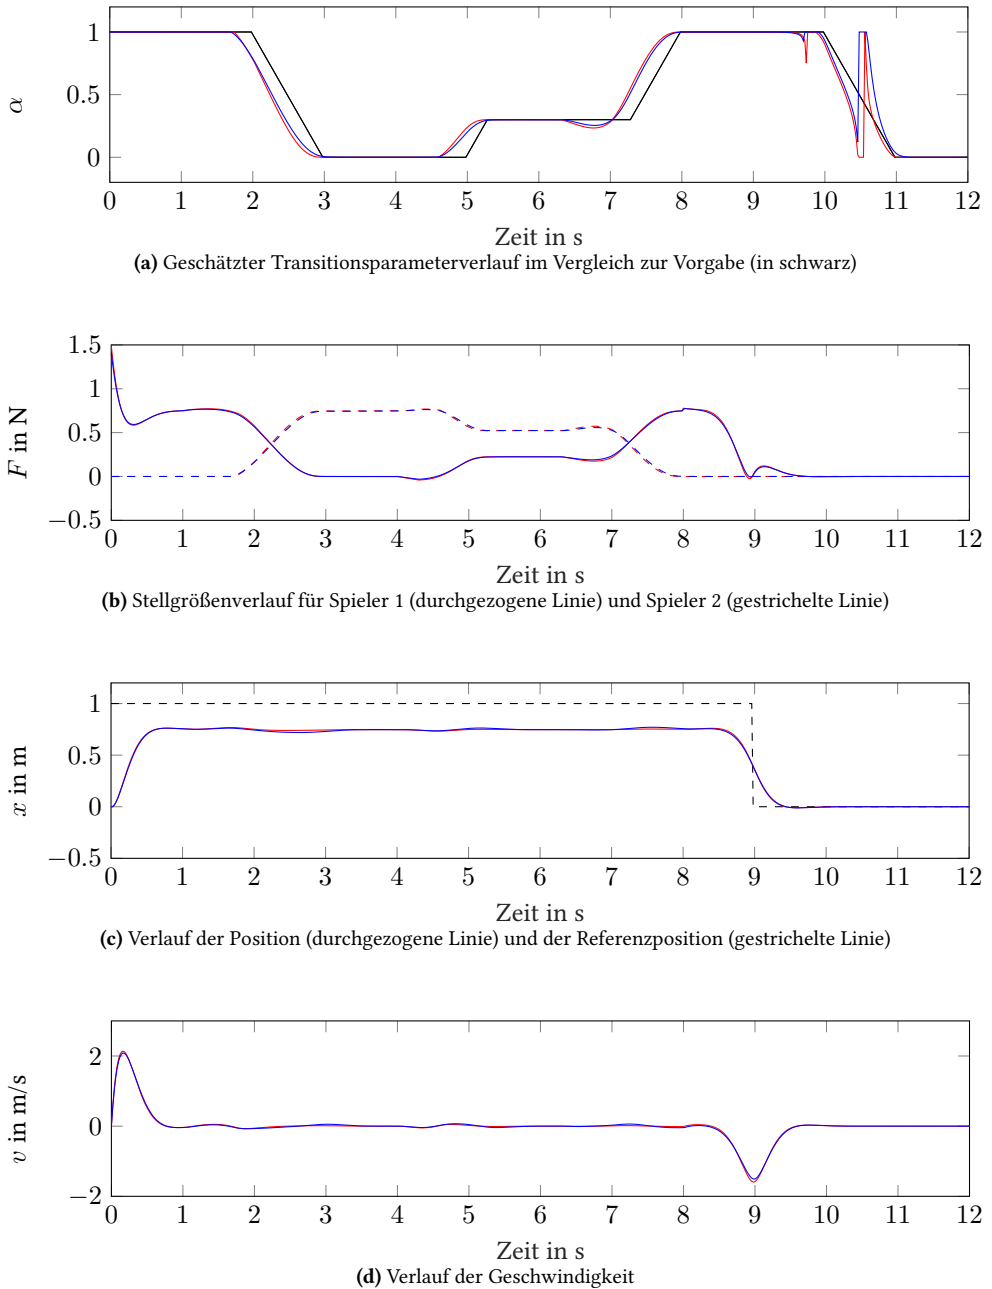 1
0.5
0
α
0 1 2 3 4 5 6 7 8 9 10 11 12
Zeit in s
(a) Geschätzter Transitionsparameterverlauf im Vergleich zur Vorgabe (in schwarz)
1.5
1
0.5
0
−0.5
F in N
0 1 2 3 4 5 6 7 8 9 10 11 12
Zeit in s
(b) Stellgrößenverlauf für Spieler 1 (durchgezogene Linie) und Spieler 2 (gestrichelte Linie)
1
0.5
0
−0.5
x in m
0 1 2 3 4 5 6 7 8 9 10 11 12
Zeit in s
(c) Verlauf der Position (durchgezogene Linie) und der Referenzposition (gestrichelte Linie)
2
0
−2
v in m/s
0 1 2 3 4 5 6 7 8 9 10 11 12
Zeit in s
(d) Verlauf der Geschwindigkeit